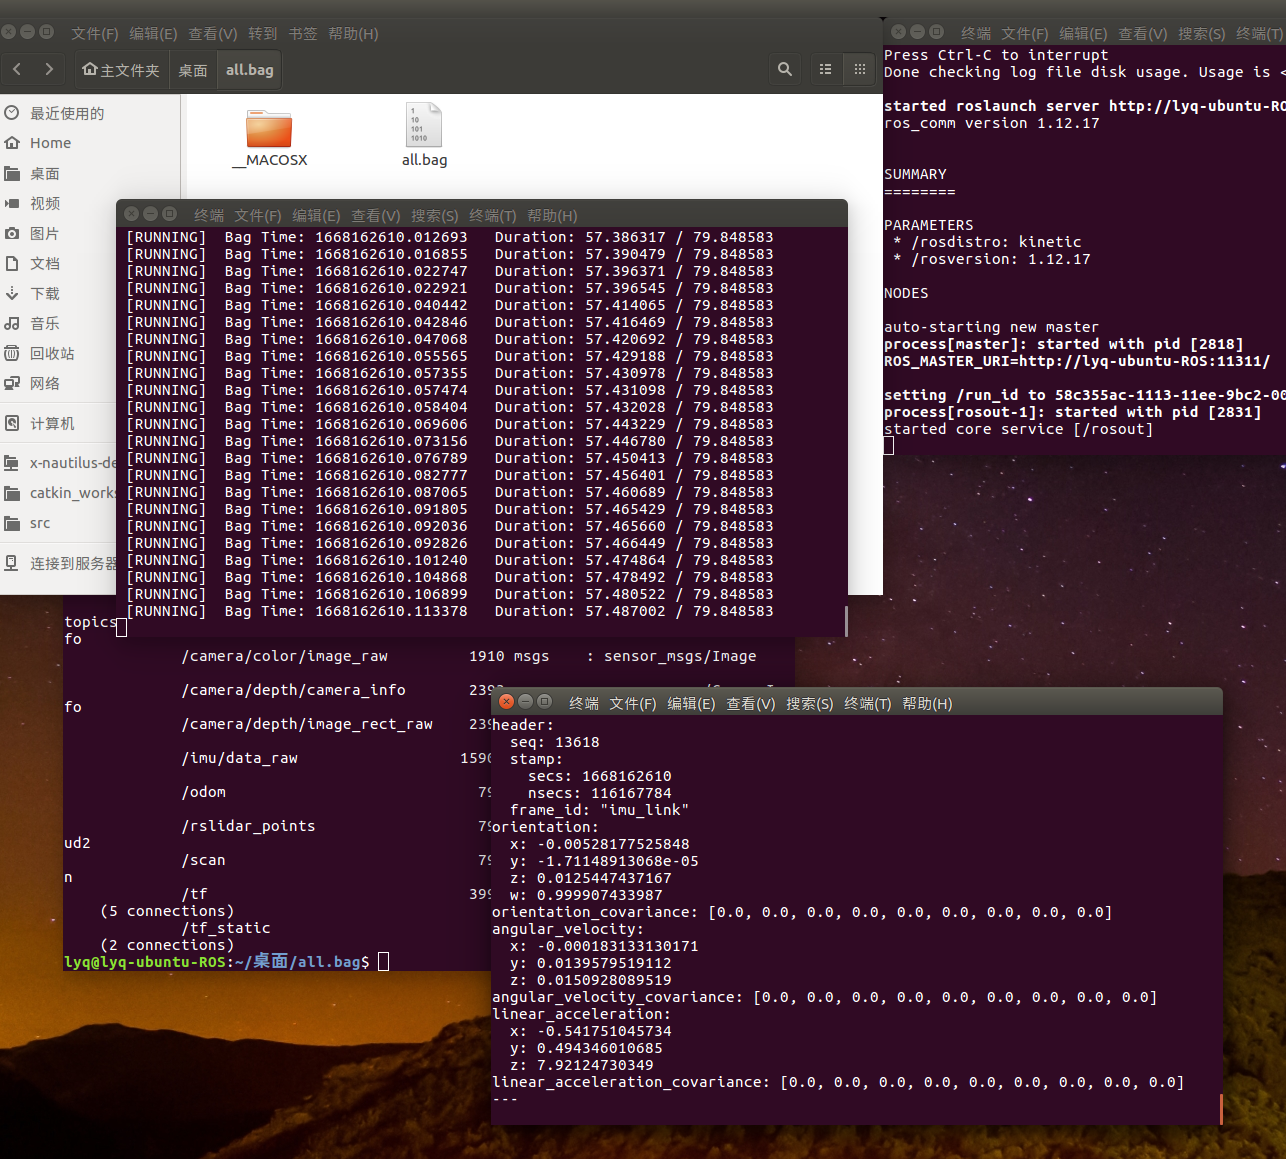 文件(F) 编辑(E) 查看(V) 转到 书签 帮助(H)
主文件夹 桌面 all.bag
最近使用的
Home
桌面
视频
图片
文档
下载
音乐
回收站
网络
计算机
x-nautilus-de
catkin_works
src
连接到服务器
__MACOSX
1
10
101
1010
all.bag
终端 文件(F) 编辑(E) 查看(V) 搜索(S) 终端(T) 帮助(H)
[RUNNING]  Bag Time: 1668162610.012693   Duration: 57.386317 / 79.848583
[RUNNING]  Bag Time: 1668162610.016855   Duration: 57.390479 / 79.848583
[RUNNING]  Bag Time: 1668162610.022747   Duration: 57.396371 / 79.848583
[RUNNING]  Bag Time: 1668162610.022921   Duration: 57.396545 / 79.848583
[RUNNING]  Bag Time: 1668162610.040442   Duration: 57.414065 / 79.848583
[RUNNING]  Bag Time: 1668162610.042846   Duration: 57.416469 / 79.848583
[RUNNING]  Bag Time: 1668162610.047068   Duration: 57.420692 / 79.848583
[RUNNING]  Bag Time: 1668162610.055565   Duration: 57.429188 / 79.848583
[RUNNING]  Bag Time: 1668162610.057355   Duration: 57.430978 / 79.848583
[RUNNING]  Bag Time: 1668162610.057474   Duration: 57.431098 / 79.848583
[RUNNING]  Bag Time: 1668162610.058404   Duration: 57.432028 / 79.848583
[RUNNING]  Bag Time: 1668162610.069606   Duration: 57.443229 / 79.848583
[RUNNING]  Bag Time: 1668162610.073156   Duration: 57.446780 / 79.848583
[RUNNING]  Bag Time: 1668162610.076789   Duration: 57.450413 / 79.848583
[RUNNING]  Bag Time: 1668162610.082777   Duration: 57.456401 / 79.848583
[RUNNING]  Bag Time: 1668162610.087065   Duration: 57.460689 / 79.848583
[RUNNING]  Bag Time: 1668162610.091805   Duration: 57.465429 / 79.848583
[RUNNING]  Bag Time: 1668162610.092036   Duration: 57.465660 / 79.848583
[RUNNING]  Bag Time: 1668162610.092826   Duration: 57.466449 / 79.848583
[RUNNING]  Bag Time: 1668162610.101240   Duration: 57.474864 / 79.848583
[RUNNING]  Bag Time: 1668162610.104868   Duration: 57.478492 / 79.848583
[RUNNING]  Bag Time: 1668162610.106899   Duration: 57.480522 / 79.848583
[RUNNING]  Bag Time: 1668162610.113378   Duration: 57.487002 / 79.848583
终端 文件(F) 编辑(E) 查看(V) 搜索(S) 终端(T)
Press Ctrl-C to interrupt
Done checking log file disk usage. Usage is <
started roslaunch server http://lyq-ubuntu-RO
ros_comm version 1.12.17
SUMMARY
========
PARAMETERS
* /rosdistro: kinetic
* /rosversion: 1.12.17
NODES
auto-starting new master
process[master]: started with pid [2818]
ROS_MASTER_URI=http://lyq-ubuntu-ROS:11311/
setting /run_id to 58c355ac-1113-11ee-9bc2-00
process[rosout-1]: started with pid [2831]
started core service [/rosout]
topics
fo
/camera/color/image_raw         1910 msgs    : sensor_msgs/Image
/camera/depth/camera_info
fo
/camera/depth/image_rect_raw    239
/imu/data_raw                  1590
/odom                            79
/rslidar_points                  79
ud2
/scan                            79
n
/tf                             399
(5 connections)
/tf_static
(2 connections)
lyq@lyq-ubuntu-ROS:~/桌面/all.bag$
终端 文件(F) 编辑(E) 查看(V) 搜索(S) 终端(T) 帮助(H)
header:
seq: 13618
stamp:
secs: 1668162610
nsecs: 116167784
frame_id: "imu_link"
orientation:
x: -0.00528177525848
y: -1.71148913068e-05
z: 0.0125447437167
w: 0.999907433987
orientation_covariance: [0.0, 0.0, 0.0, 0.0, 0.0, 0.0, 0.0, 0.0, 0.0]
angular_velocity:
x: -0.000183133130171
y: 0.0139579519112
z: 0.0150928089519
angular_velocity_covariance: [0.0, 0.0, 0.0, 0.0, 0.0, 0.0, 0.0, 0.0, 0.0]
linear_acceleration:
x: -0.541751045734
y: 0.494346010685
z: 7.92124730349
linear_acceleration_covariance: [0.0, 0.0, 0.0, 0.0, 0.0, 0.0, 0.0, 0.0, 0.0]
---